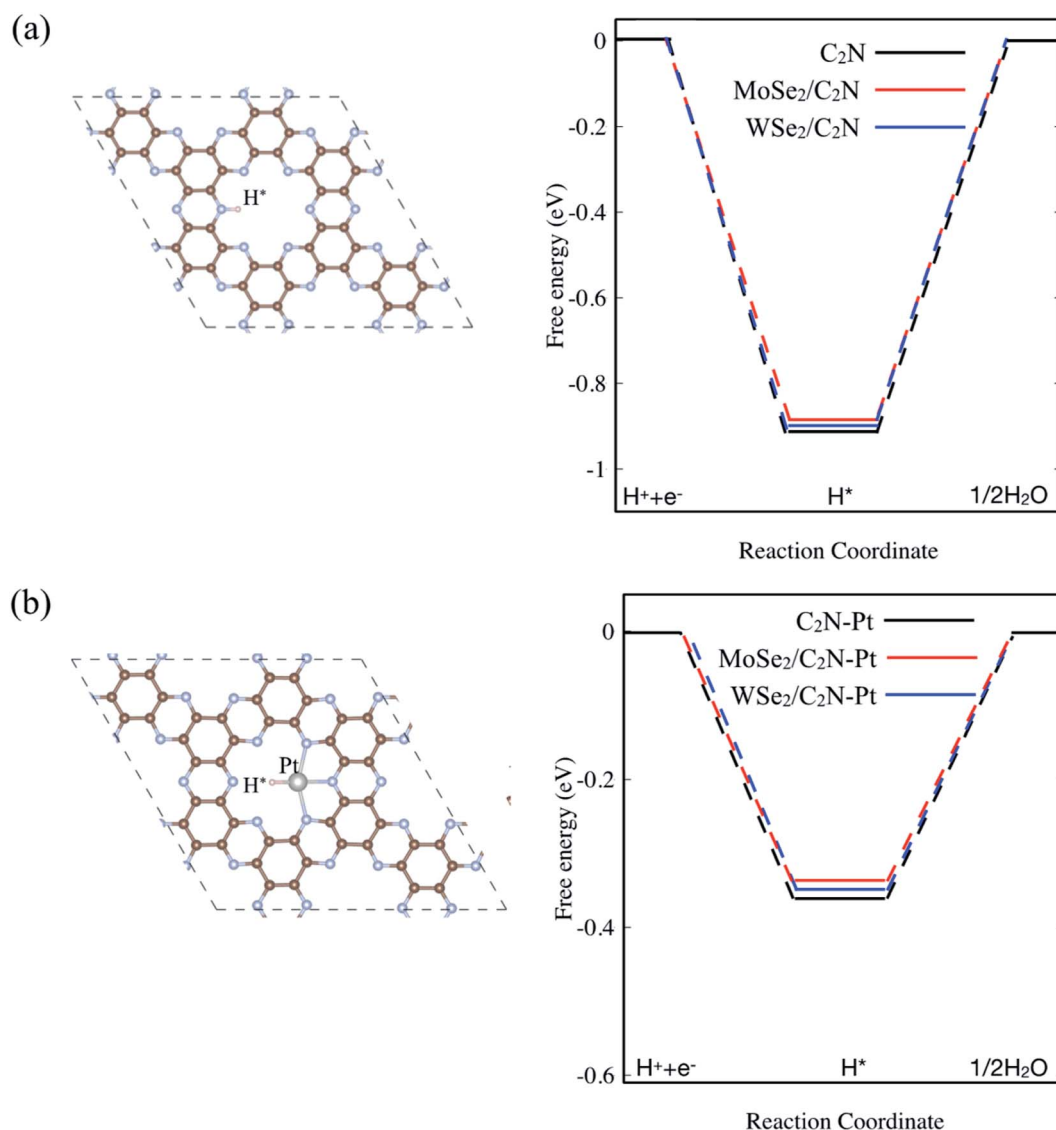 (a)
H*
Free energy (eV)
0
-0.2
-0.4
-0.6
-0.8
-1
C₂N
MoSe₂/C₂N
WSe₂/C₂N
H⁺+e⁻ H* 1/2H₂O
Reaction Coordinate
(b)
Pt
H*
Free energy (eV)
0
-0.2
-0.4
-0.6
C₂N-Pt
MoSe₂/C₂N-Pt
WSe₂/C₂N-Pt
H⁺+e⁻ H* 1/2H₂O
Reaction Coordinate